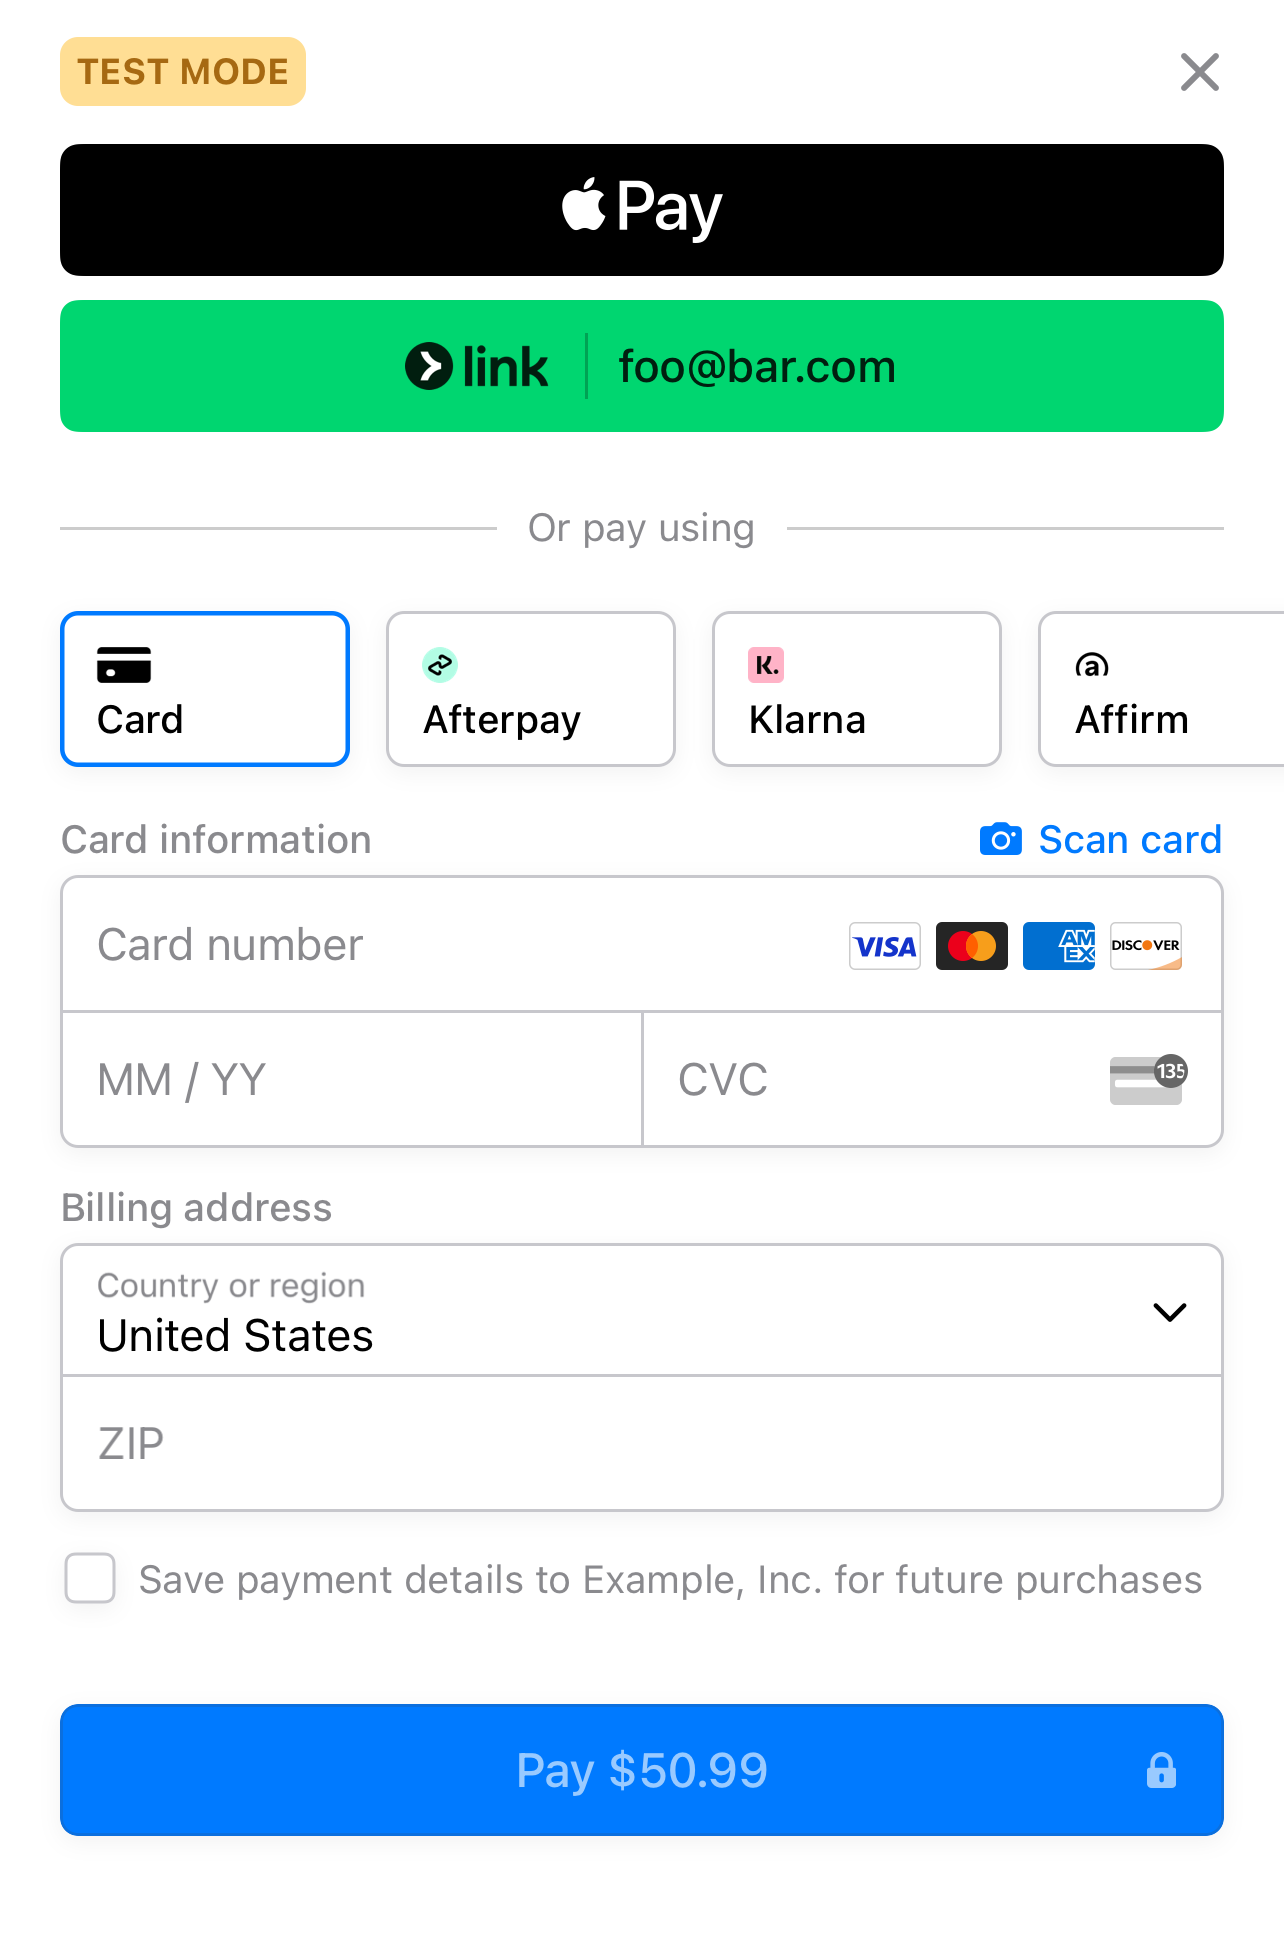 TEST MODE
Pay
link | foo@bar.com
Or pay using
Card
Afterpay
K.
Klarna
a
Affirm
Card information
Scan card
Card number
VISA
AMEX
DISCOVER
MM / YY
CVC
135
Billing address
Country or region
United States
ZIP
Save payment details to Example, Inc. for future purchases
Pay $50.99